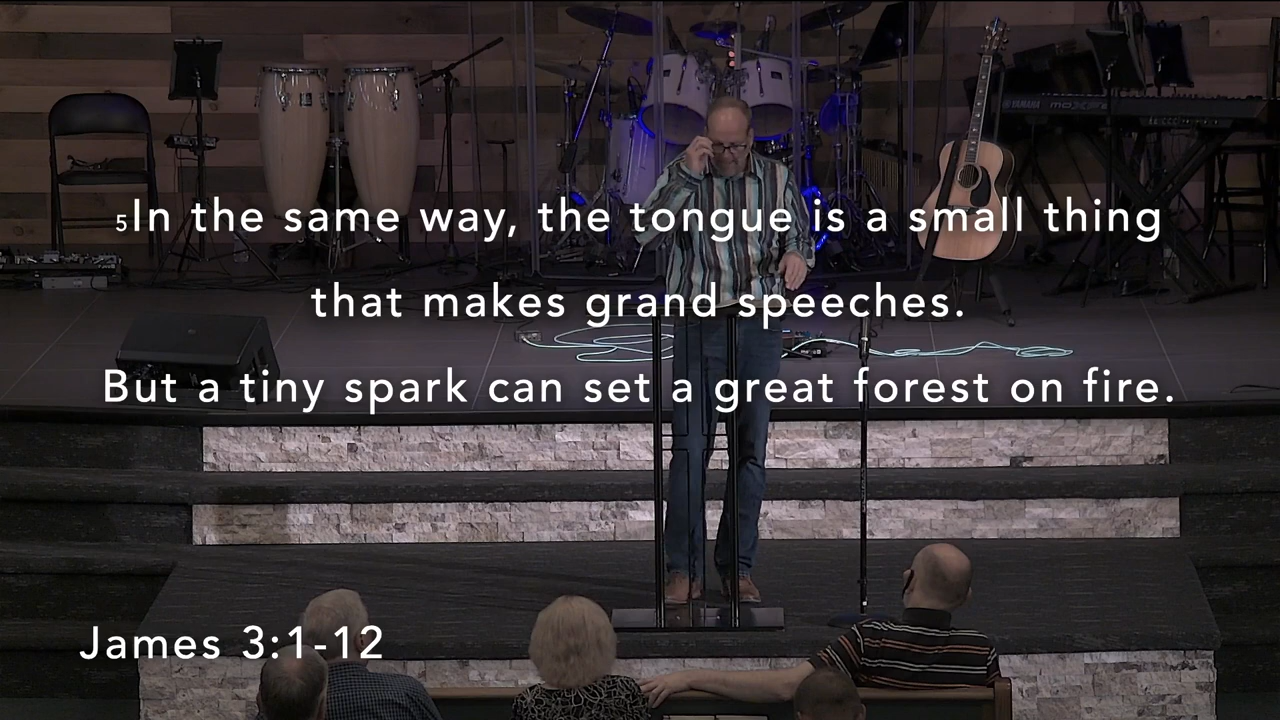 5In the same way, the tongue is a small thing
that makes grand speeches.
But a tiny spark can set a great forest on fire.
James 3:1-12
YAMAHA